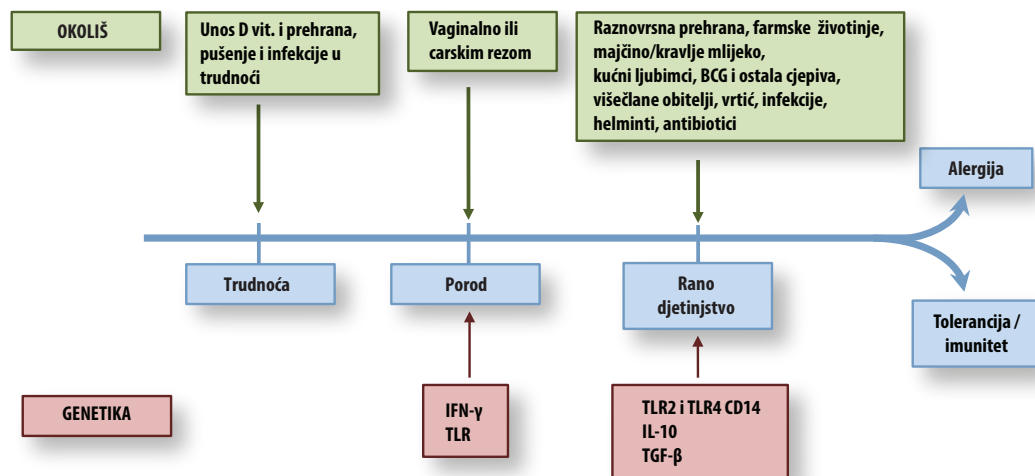 OKOLIŠ
Unos D vit. i prehrana,
pušenje i infekcije u
trudnoći
Vaginalno ili
carskim rezom
Raznovrsna prehrana, farmske životinje,
majčino/kravlje mlijeko,
kućni ljubimci, BCG i ostala cjepiva,
višečlane obitelji, vrtić, infekcije,
helminti, antibiotici
Alergija
Trudnoća
Porod
Rano
djetinjstvo
Tolerancija /
imunitet
GENETIKA
IFN-γ
TLR
TLR2 i TLR4 CD14
IL-10
TGF-β